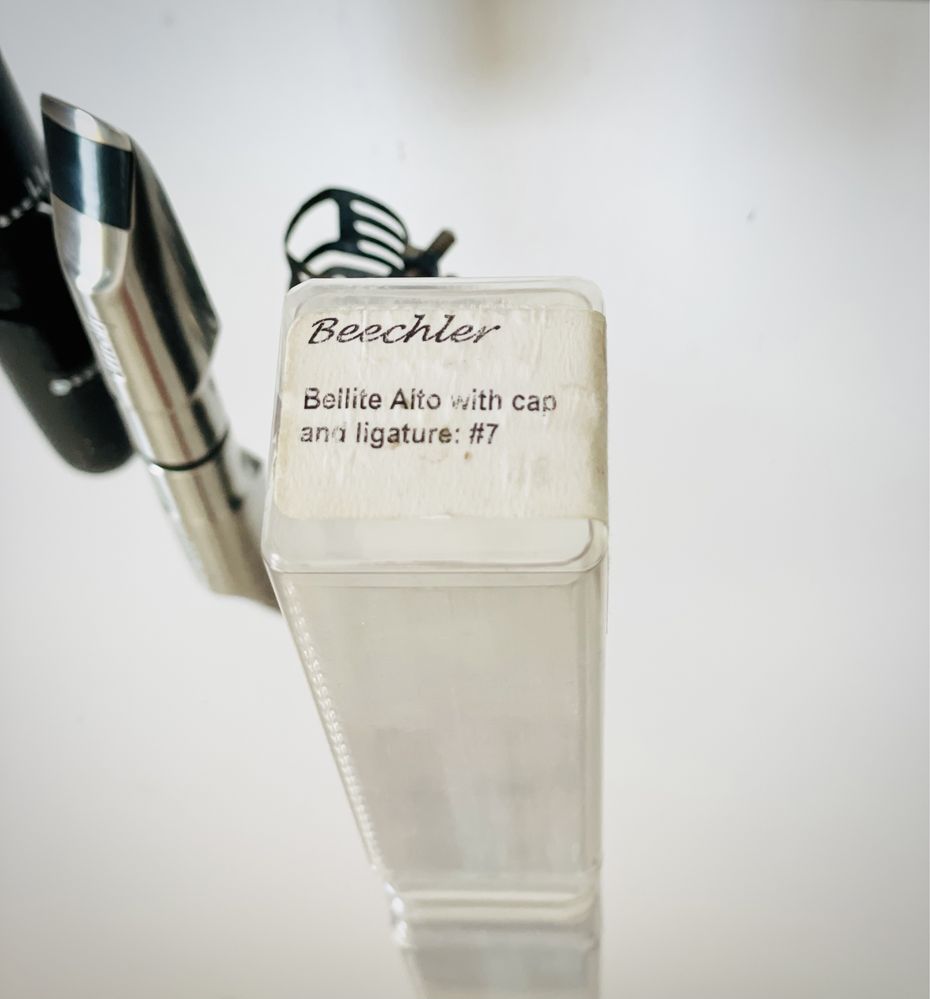 Beechler
Bellite Alto with cap
and ligature: #7